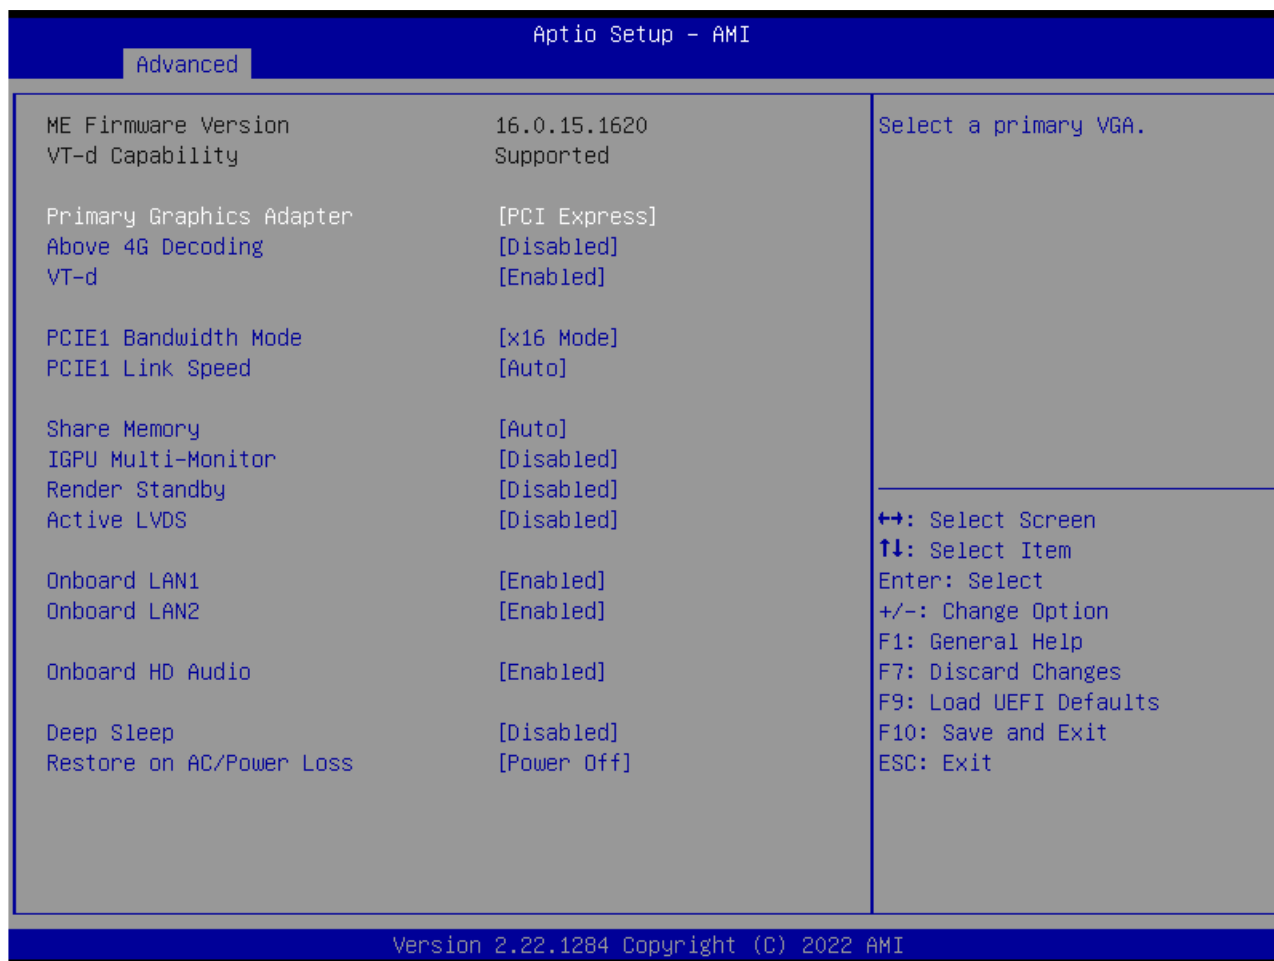 Aptio Setup – AMI
Advanced
ME Firmware Version 16.0.15.1620
VT-d Capability Supported
Primary Graphics Adapter [PCI Express]
Above 4G Decoding [Disabled]
VT-d [Enabled]
PCIE1 Bandwidth Mode [x16 Mode]
PCIE1 Link Speed [Auto]
Share Memory [Auto]
IGPU Multi-Monitor [Disabled]
Render Standby [Disabled]
Active LVDS [Disabled]
Onboard LAN1 [Enabled]
Onboard LAN2 [Enabled]
Onboard HD Audio [Enabled]
Deep Sleep [Disabled]
Restore on AC/Power Loss [Power Off]
Select a primary VGA.
↔: Select Screen
↑↓: Select Item
Enter: Select
+/-: Change Option
F1: General Help
F7: Discard Changes
F9: Load UEFI Defaults
F10: Save and Exit
ESC: Exit
Version 2.22.1284 Copyright (C) 2022 AMI